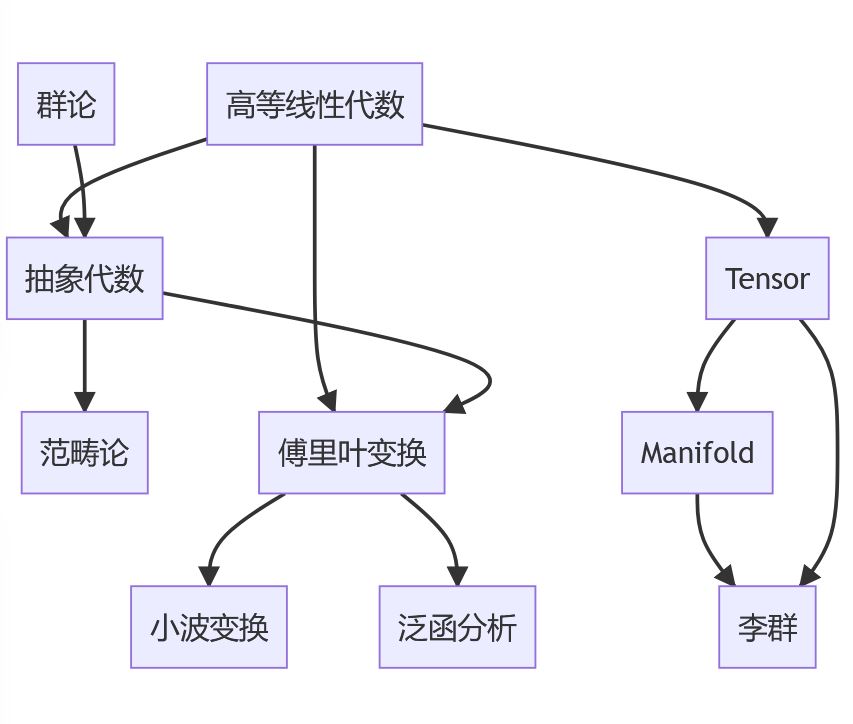 群论
高等线性代数
抽象代数
Tensor
范畴论
傅里叶变换
Manifold
小波变换
泛函分析
李群